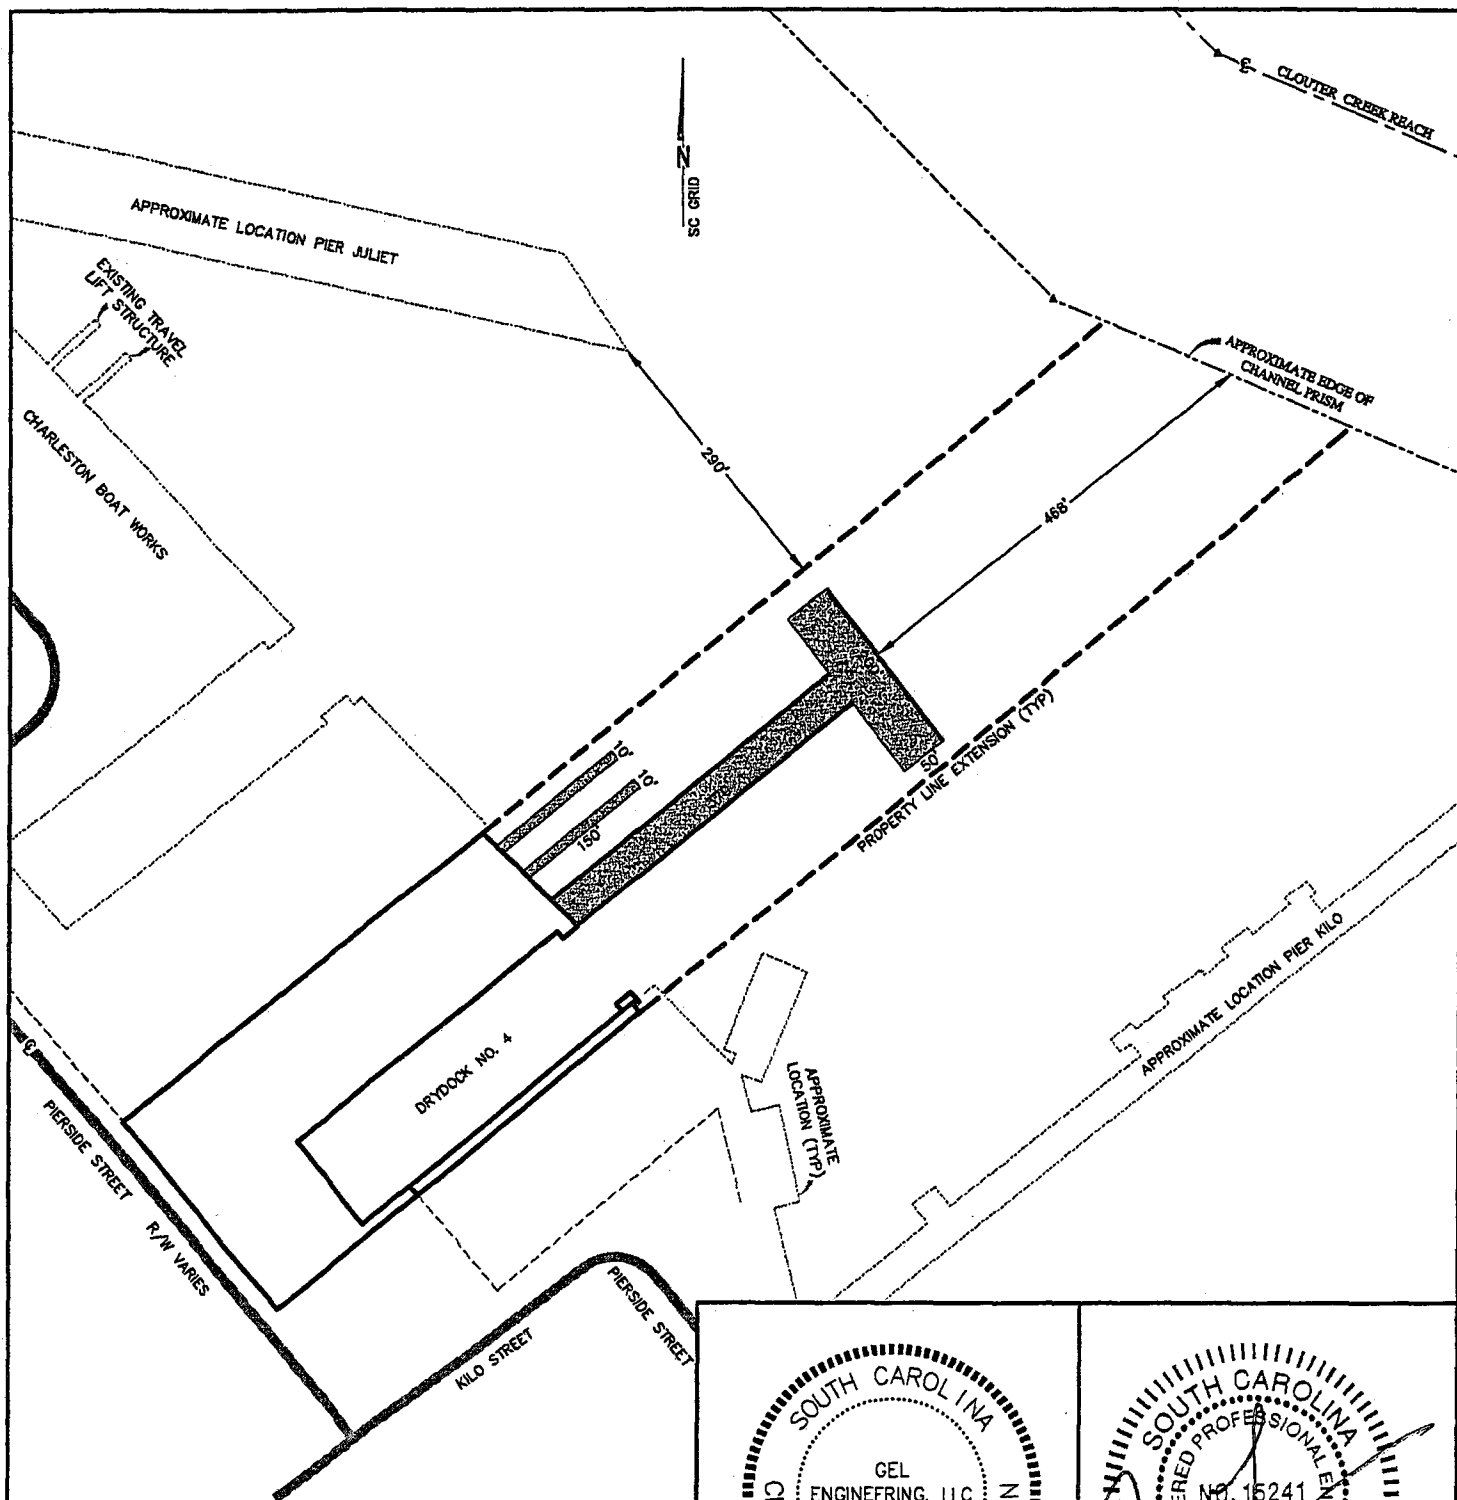 CLOUTER CREEK REACH
N
SC GRID
APPROXIMATE LOCATION PIER JULIET
EXISTING TRAVEL
LIFT STRUCTURE
APPROXIMATE EDGE OF
CHANNEL PRISM
CHARLESTON BOAT WORKS
290'
468'
50'
PROPERTY LINE EXTENSION (TYP)
10'
10'
150'
APPROXIMATE LOCATION PIER KILO
DRYDOCK NO. 4
APPROXIMATE
LOCATION (TYP)
PIERSIDE STREET
R/W VARIES
KILO STREET
PIERSIDE STREET
SOUTH CAROLINA
GEL
ENGINEERING, LLC
SOUTH CAROLINA
PROFESSIONAL
NO. 15241